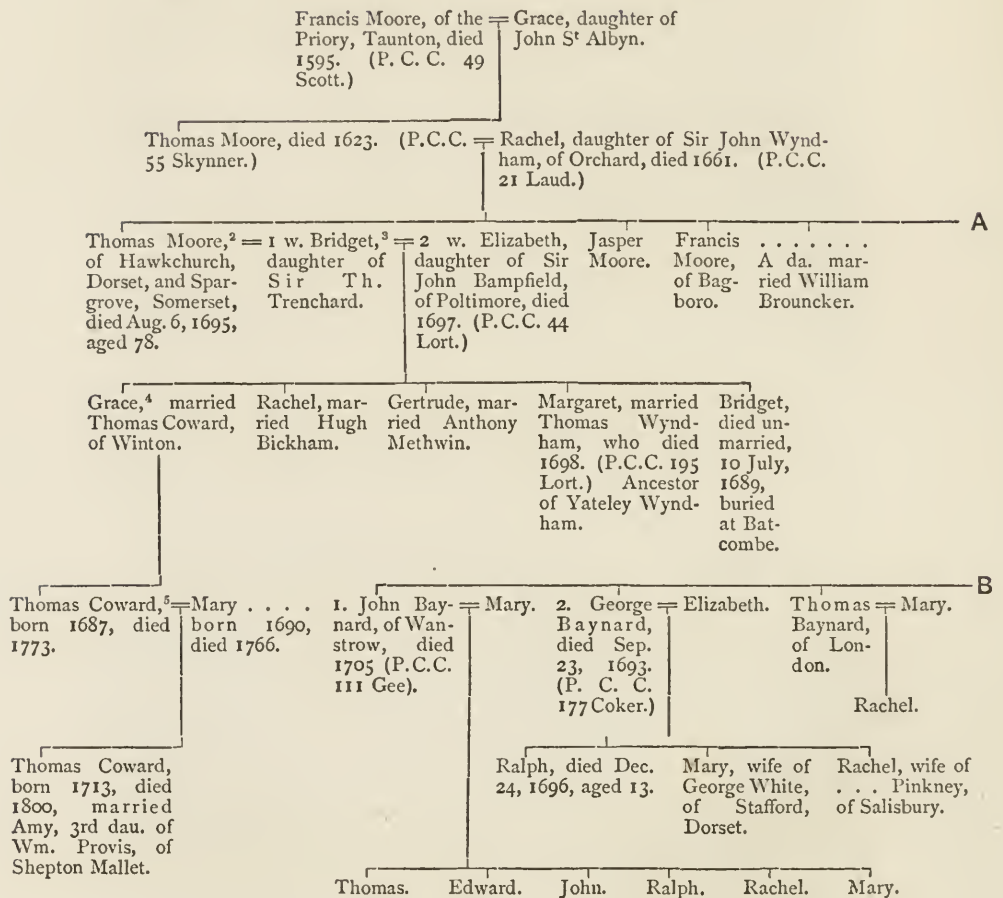 Francis Moore, of the
Priory, Taunton, died
1595. (P. C. C. 49
Scott.)
Grace, daughter of
John Sᵗ Albyn.
Thomas Moore, died 1623. (P.C.C.
55 Skynner.)
Rachel, daughter of Sir John Wynd-
ham, of Orchard, died 1661. (P.C.C.
21 Laud.)
A
Thomas Moore,²
of Hawkchurch,
Dorset, and Spar-
grove, Somerset,
died Aug. 6, 1695,
aged 78.
1 w. Bridget,³
daughter of
Sir Th.
Trenchard.
2 w. Elizabeth,
daughter of Sir
John Bampfield,
of Poltimore, died
1697. (P.C.C. 44
Lort.)
Jasper
Moore.
Francis
Moore,
of Bag-
boro.
. . . . . . .
A da. mar-
ried William
Brouncker.
Grace,⁴ married
Thomas Coward,
of Winton.
Rachel, mar-
ried Hugh
Bickham.
Gertrude, mar-
ried Anthony
Methwin.
Margaret, married
Thomas Wynd-
ham, who died
1698. (P.C.C. 195
Lort.) Ancestor
of Yateley Wynd-
ham.
Bridget,
died un-
married,
10 July,
1689,
buried
at Bat-
combe.
B
Thomas Coward,⁵
born 1687, died
1773.
Mary . . . .
born 1690,
died 1766.
1. John Bay-
nard, of Wan-
strow, died
1705 (P.C.C.
111 Gee).
Mary.
2. George
Baynard,
died Sep.
23, 1693.
(P. C. C.
177 Coker.)
Elizabeth.
Thomas
Baynard,
of Lon-
don.
Mary.
Rachel.
Thomas Coward,
born 1713, died
1800, married
Amy, 3rd dau. of
Wm. Provis, of
Shepton Mallet.
Ralph, died Dec.
24, 1696, aged 13.
Mary, wife of
George White,
of Stafford,
Dorset.
Rachel, wife of
. . . Pinkney,
of Salisbury.
Thomas. Edward. John. Ralph. Rachel. Mary.